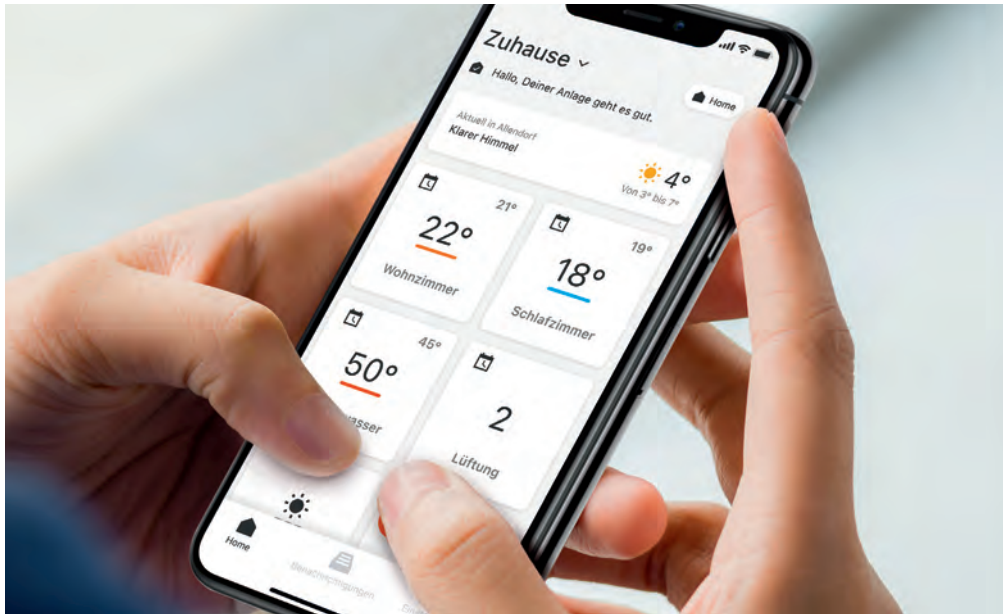 Zuhause
Hallo, Deiner Anlage geht es gut.
Home
Aktuell in Allendorf
Klarer Himmel
4°
Von 3° bis 7°
21°
22°
Wohnzimmer
19°
18°
Schlafzimmer
45°
50°
2
Lüftung
Home
Benachrichtigungen